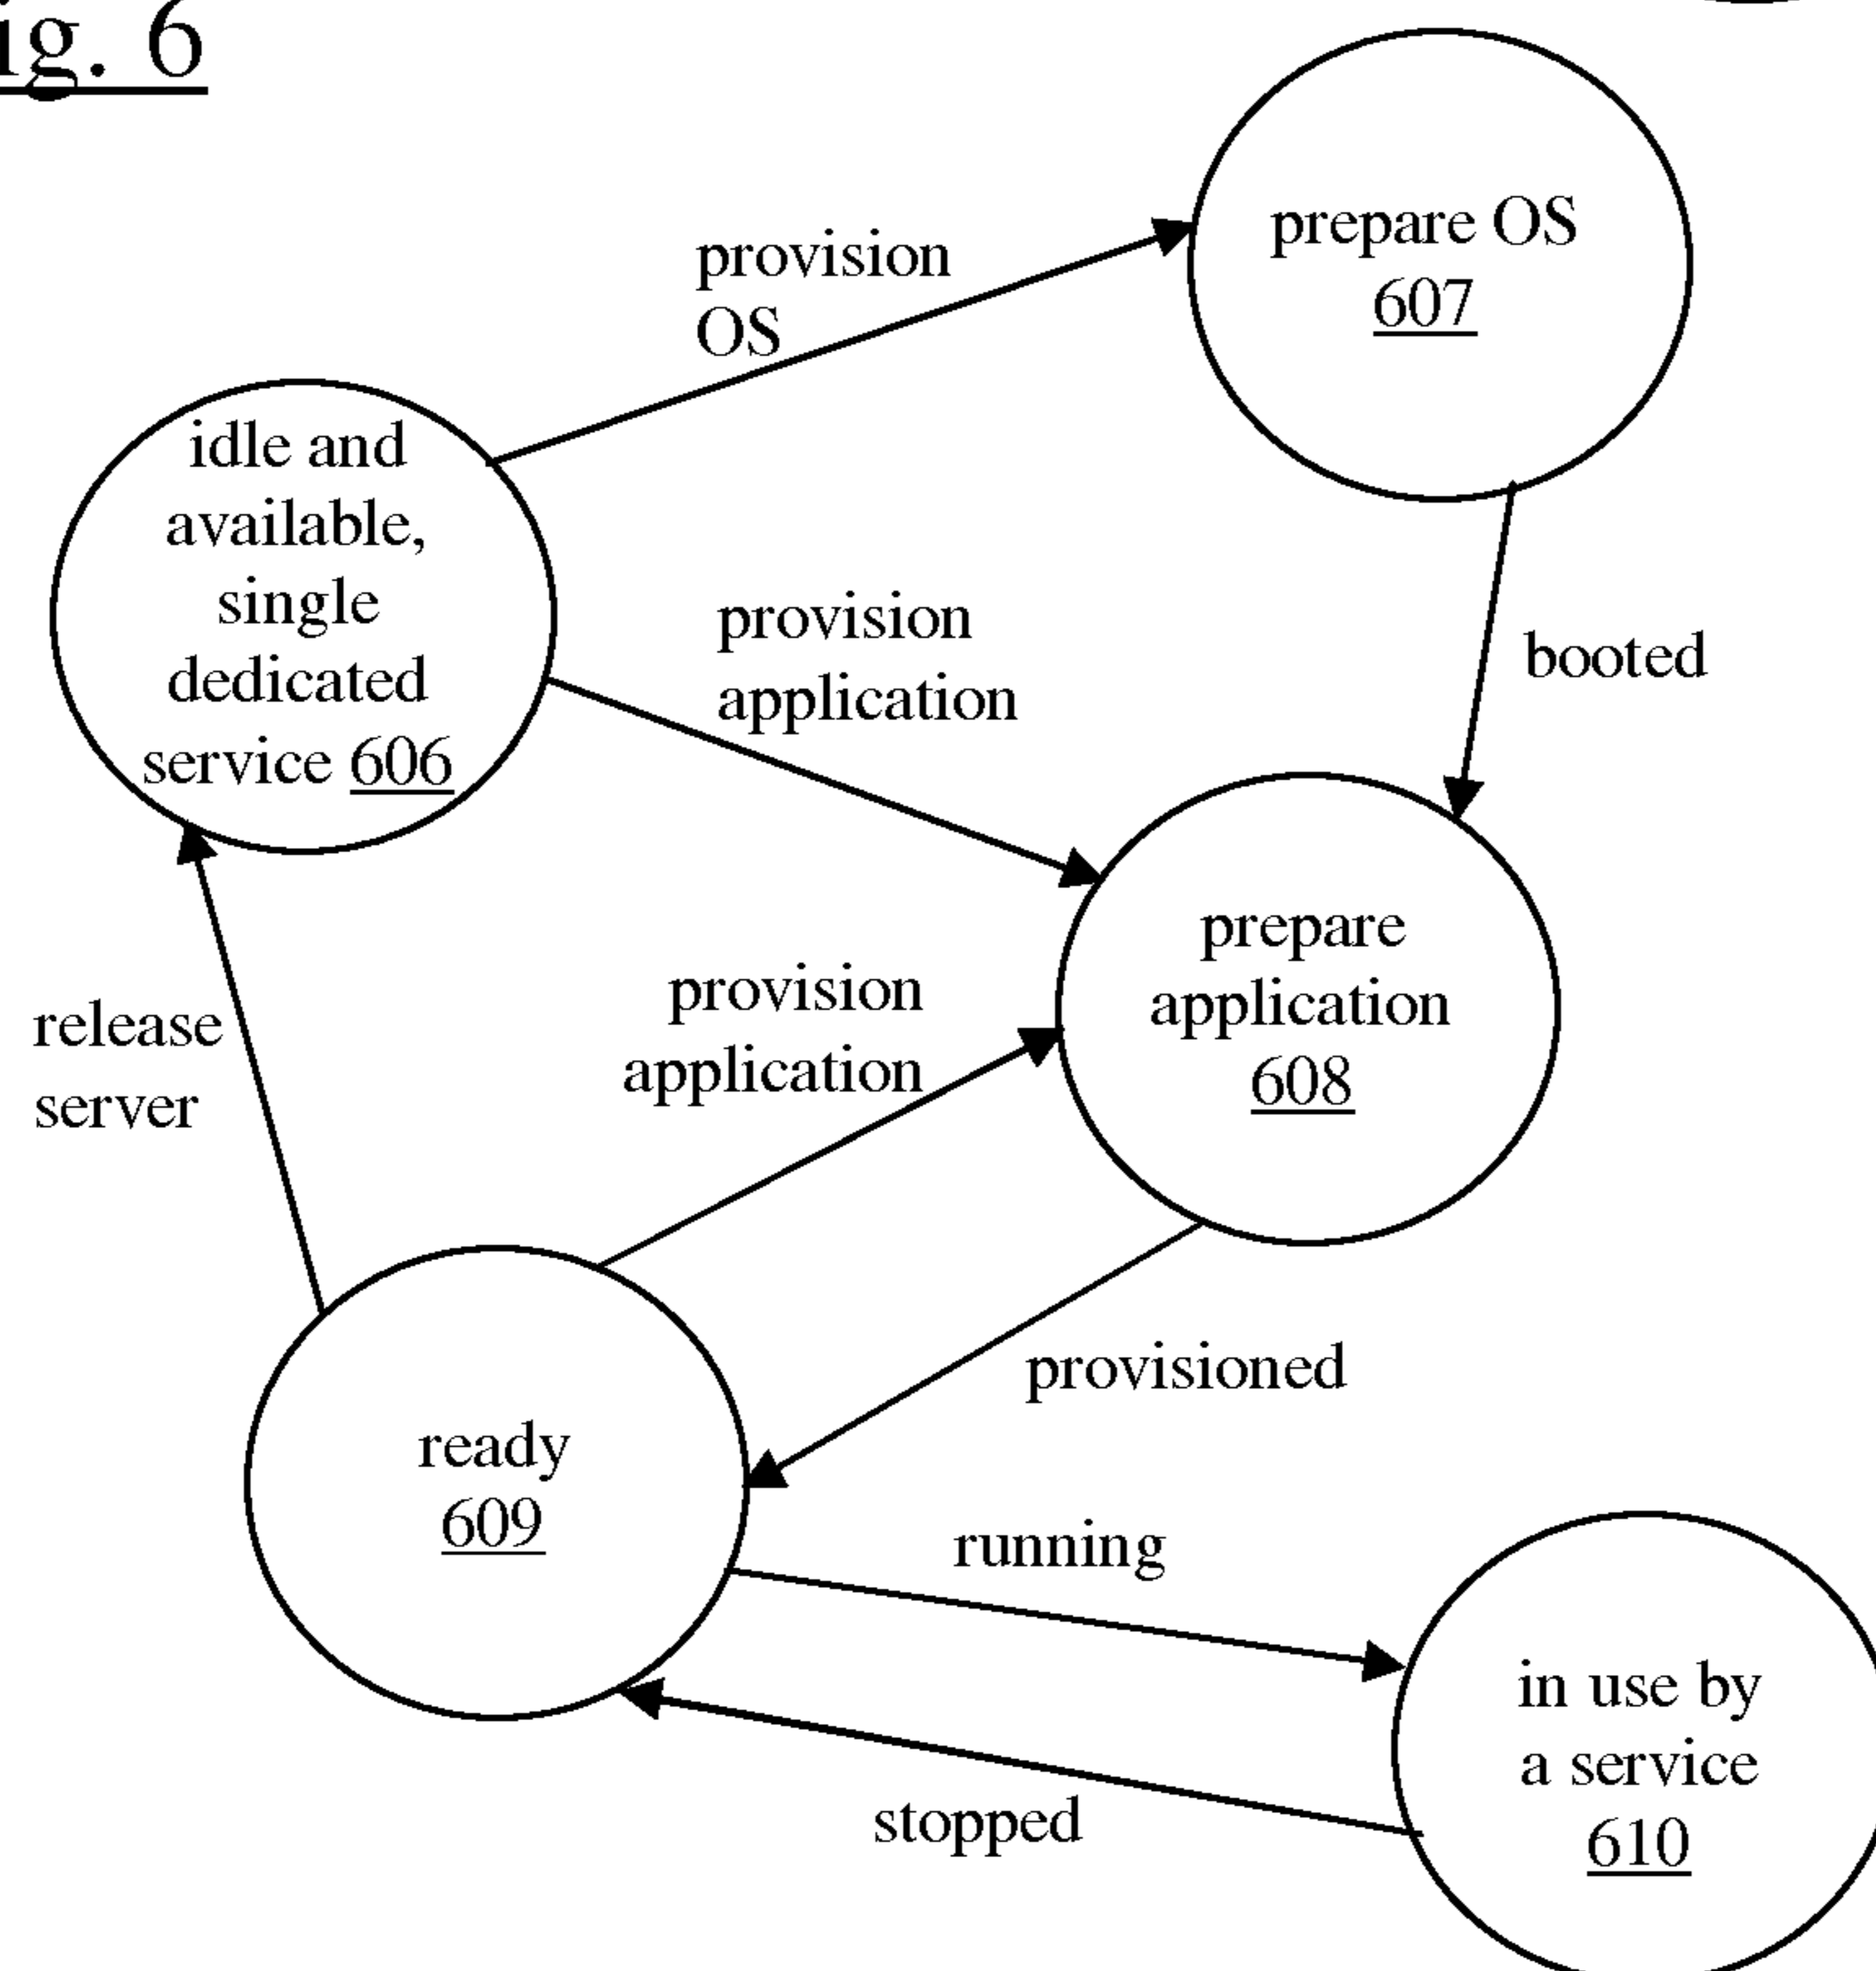 ig. 6
prepare OS
607
provision
OS
idle and
available,
single
dedicated
service 606
provision
application
booted
prepare
application
608
provision
application
release
server
provisioned
ready
609
running
in use by
a service
610
stopped